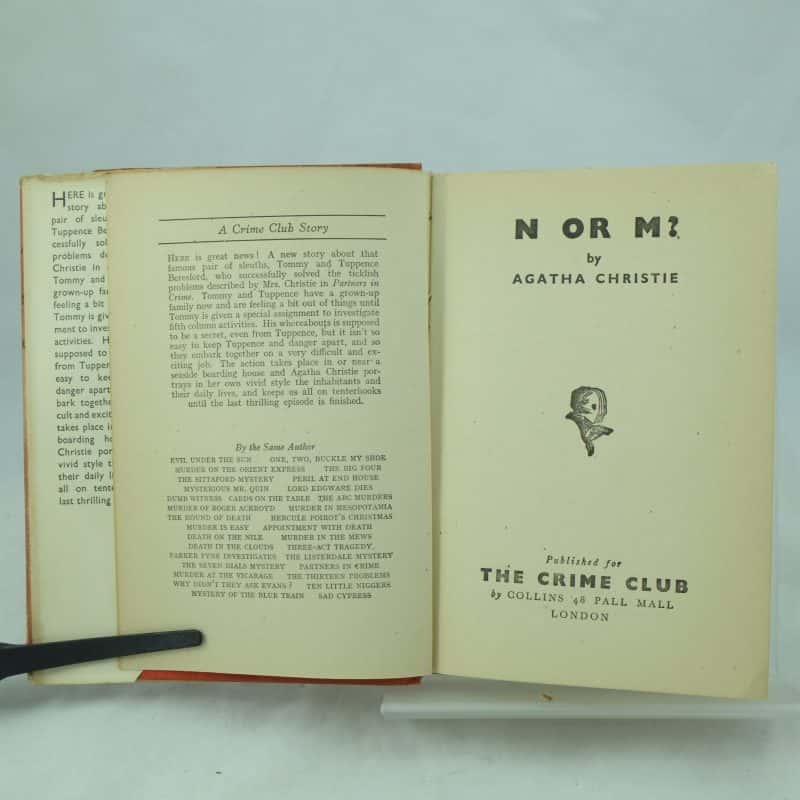 HERE is gr
story ab
pair of sleu
Tuppence Be
cessfully sol
problems de
Christie in
Tommy and
grown-up fa
feeling a bit
Tommy is giv
ment to inves
activities. H
supposed to
from Tuppen
easy to kee
danger apart
bark togethe
cult and excit
takes place i
boarding ho
Christie por
vivid style t
their daily li
all on tent
last thrilling
A Crime Club Story
HERE is great news! A new story about that
famous pair of sleuths, Tommy and Tuppence
Beresford, who successfully solved the ticklish
problems described by Mrs. Christie in Partners in
Crime. Tommy and Tuppence have a grown-up
family now and are feeling a bit out of things until
Tommy is given a special assignment to investigate
fifth column activities. His whereabouts is supposed
to be a secret, even from Tuppence, but it isn't so
easy to keep Tuppence and danger apart, and so
they embark together on a very difficult and ex-
citing job. The action takes place in or near a
seaside boarding house and Agatha Christie por-
trays in her own vivid style the inhabitants and
their daily lives, and keeps us all on tenterhooks
until the last thrilling episode is finished.
By the Same Author
EVIL UNDER THE SUN ONE, TWO, BUCKLE MY SHOE
MURDER ON THE ORIENT EXPRESS THE BIG FOUR
THE SITTAFORD MYSTERY PERIL AT END HOUSE
MYSTERIOUS MR. QUIN LORD EDGWARE DIES
DUMB WITNESS CARDS ON THE TABLE THE ABC MURDERS
MURDER OF ROGER ACKROYD MURDER IN MESOPOTAMIA
THE HOUND OF DEATH HERCULE POIROT'S CHRISTMAS
MURDER IS EASY APPOINTMENT WITH DEATH
DEATH ON THE NILE MURDER IN THE MEWS
DEATH IN THE CLOUDS THREE-ACT TRAGEDY
PARKER PYNE INVESTIGATES THE LISTERDALE MYSTERY
THE SEVEN DIALS MYSTERY PARTNERS IN CRIME
MURDER AT THE VICARAGE THE THIRTEEN PROBLEMS
WHY DIDN'T THEY ASK EVANS? TEN LITTLE NIGGERS
MYSTERY OF THE BLUE TRAIN SAD CYPRESS
N OR M?
by
AGATHA CHRISTIE
Published for
THE CRIME CLUB
by COLLINS 48 PALL MALL
LONDON